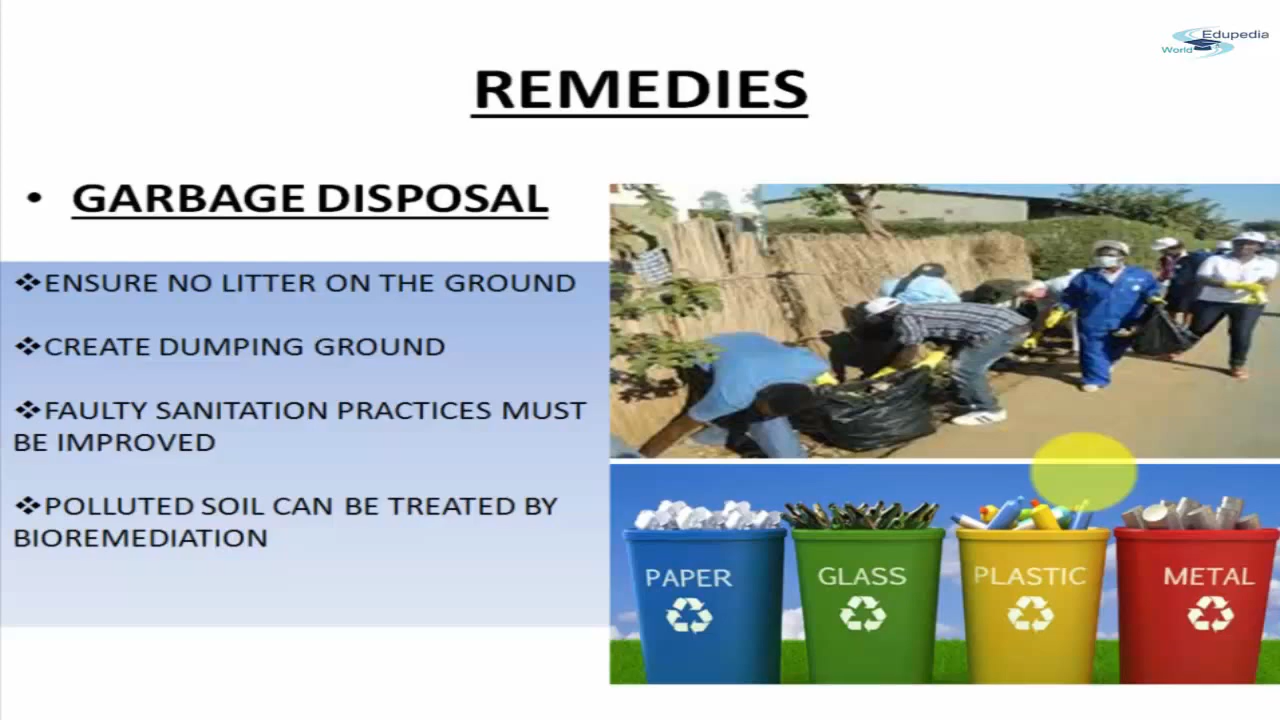 Edupedia
World
REMEDIES
• GARBAGE DISPOSAL
❖ENSURE NO LITTER ON THE GROUND
❖CREATE DUMPING GROUND
❖FAULTY SANITATION PRACTICES MUST
BE IMPROVED
❖POLLUTED SOIL CAN BE TREATED BY
BIOREMEDIATION
PAPER
GLASS
PLASTIC
METAL